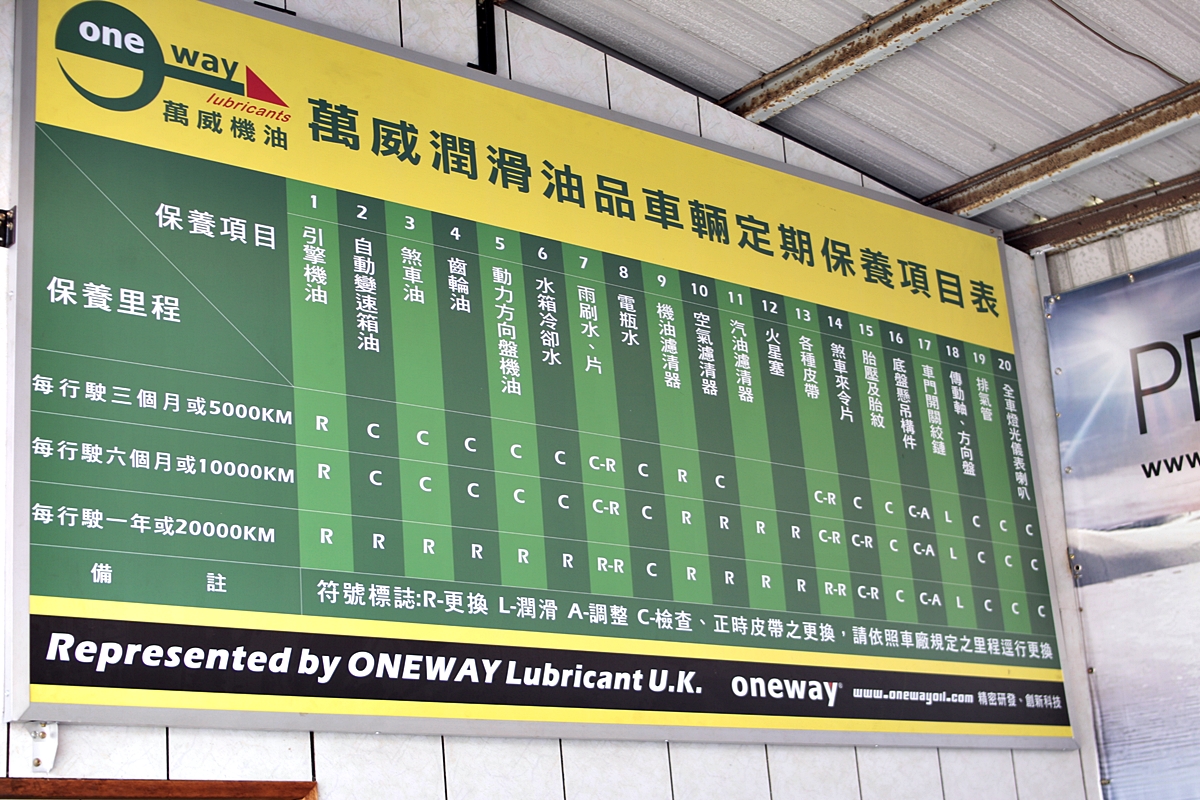 one way
lubricants
萬威機油
萬威潤滑油品車輛定期保養項目表
保養項目
保養里程
1 引擎機油
2 自動變速箱油
3 煞車油
4 齒輪油
5 動力方向盤機油
6 水箱冷卻水
7 雨刷水、片
8 電瓶水
9 機油濾清器
10 空氣濾清器
11 汽油濾清器
12 火星塞
13 各種皮帶
14 煞車來令片
15 胎壓及胎紋
16 底盤懸吊構件
17 車門開關絞鏈
18 傳動軸、方向盤
19 排氣管
20 全車燈光儀表喇叭
每行駛三個月或5000KM R C C C C C C-R C R C C-R C C C-A L C C C
每行駛六個月或10000KM R C C C C C C-R C R R R R C-R C-R C C-A L C C C
每行駛一年或20000KM R R R R R R R-R C R R R R R-R C-R C C-A L C C C
備註 符號標誌:R-更換 L-潤滑 A-調整 C-檢查、正時皮帶之更換，請依照車廠規定之里程逕行更換
Represented by ONEWAY Lubricant U.K. oneway® www.onewayoil.com 精密研發、創新科技
www.